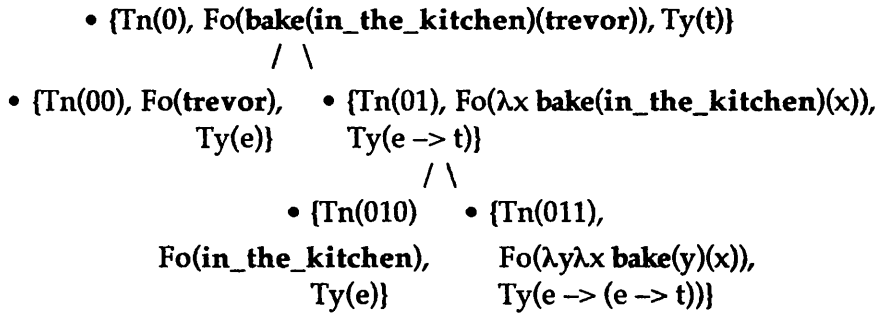 • {Tn(0), Fo(bake(in_the_kitchen)(trevor)), Ty(t)}
/ \
• {Tn(00), Fo(trevor), • {Tn(01), Fo(λx bake(in_the_kitchen)(x)),
Ty(e)} Ty(e –> t)}
/ \
• {Tn(010) • {Tn(011),
Fo(in_the_kitchen), Fo(λyλx bake(y)(x)),
Ty(e)} Ty(e –> (e –> t))}